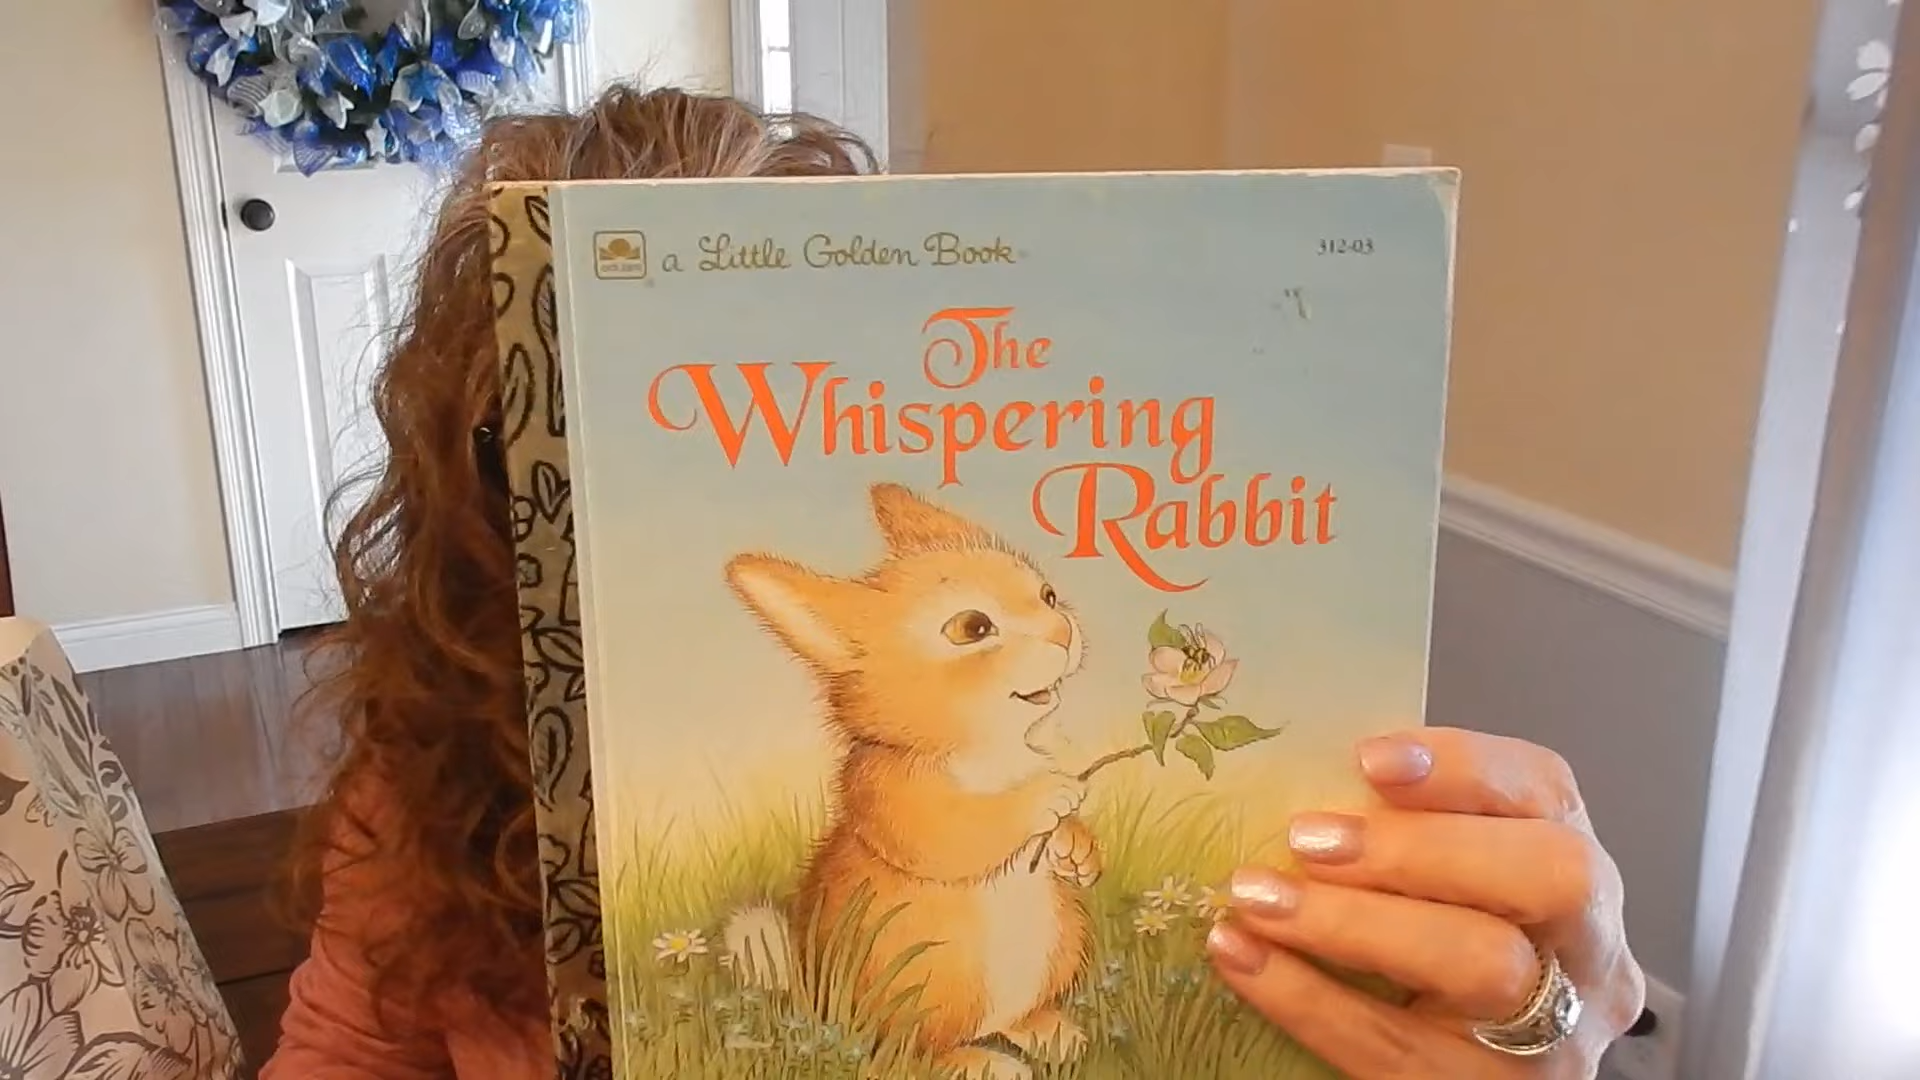 a Little Golden Book
312-03
The
Whispering
Rabbit